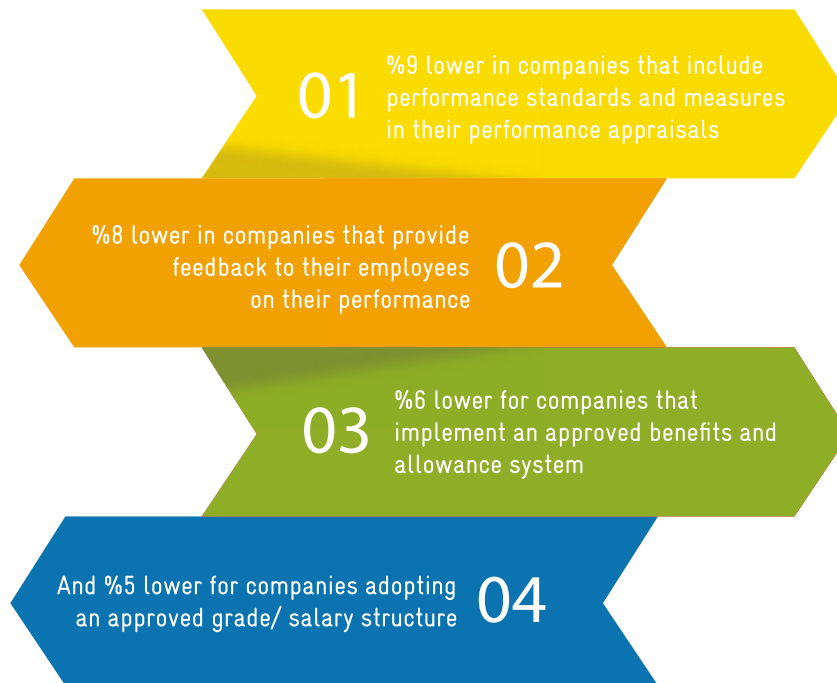 01
%9 lower in companies that include
performance standards and measures
in their performance appraisals
%8 lower in companies that provide
feedback to their employees
on their performance
02
03
%6 lower for companies that
implement an approved benefits and
allowance system
And %5 lower for companies adopting
an approved grade/ salary structure
04